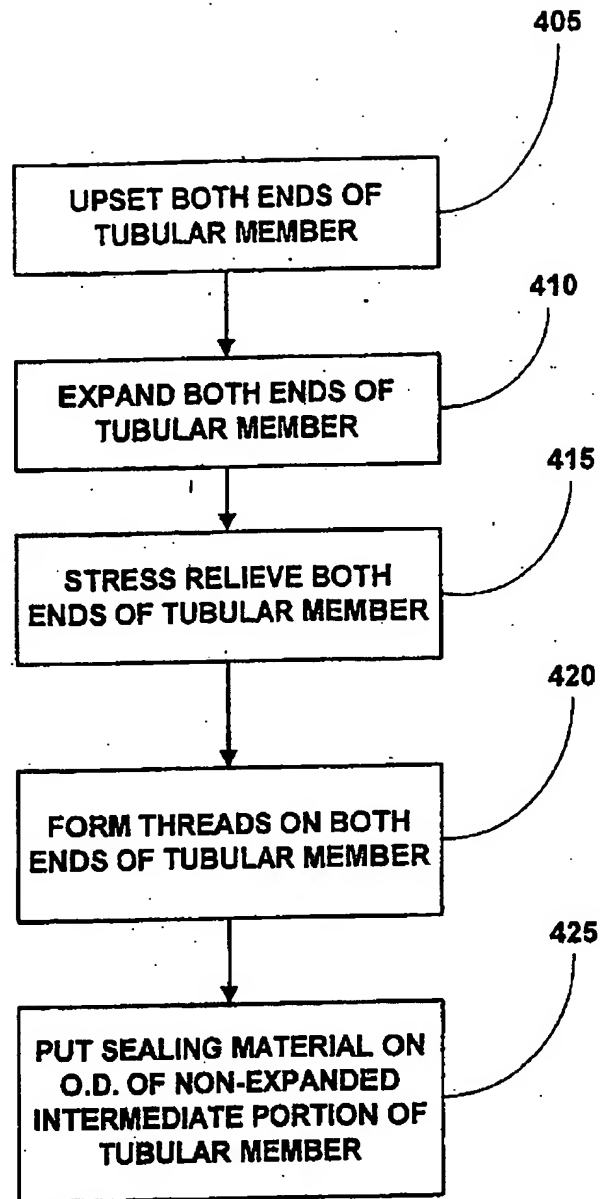 405
UPSET BOTH ENDS OF
TUBULAR MEMBER
410
EXPAND BOTH ENDS OF
TUBULAR MEMBER
415
STRESS RELIEVE BOTH
ENDS OF TUBULAR MEMBER
420
FORM THREADS ON BOTH
ENDS OF TUBULAR MEMBER
425
PUT SEALING MATERIAL ON
O.D. OF NON-EXPANDED
INTERMEDIATE PORTION OF
TUBULAR MEMBER